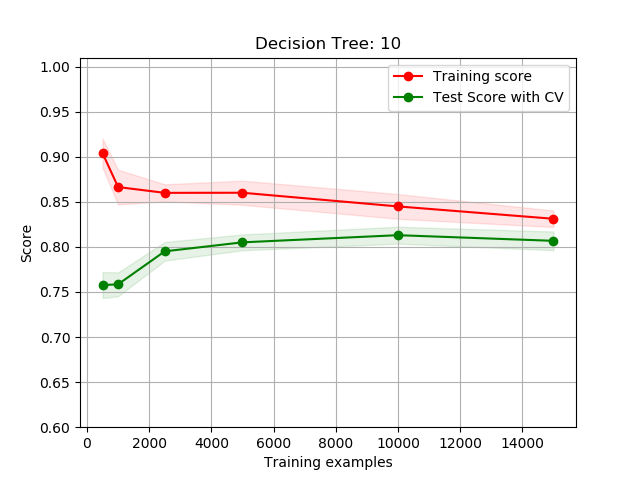 Decision Tree: 10
1.00
0.95
0.90
0.85
0.80
0.75
0.70
0.65
0.60
Score
Training score
Test Score with CV
0 2000 4000 6000 8000 10000 12000 14000
Training examples